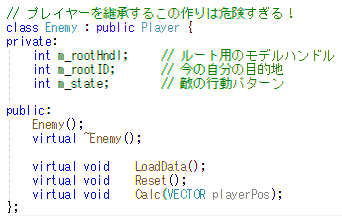 // プレイヤーを継承するこの作りは危険すぎる！
class Enemy : public Player {
private:
int m_rootHndl; // ルート用のモデルハンドル
int m_rootID; // 今の自分の目的地
int m_state; // 敵の行動パターン
public:
Enemy();
virtual ~Enemy();
virtual void LoadData();
virtual void Reset();
virtual void Calc(VECTOR playerPos);
};